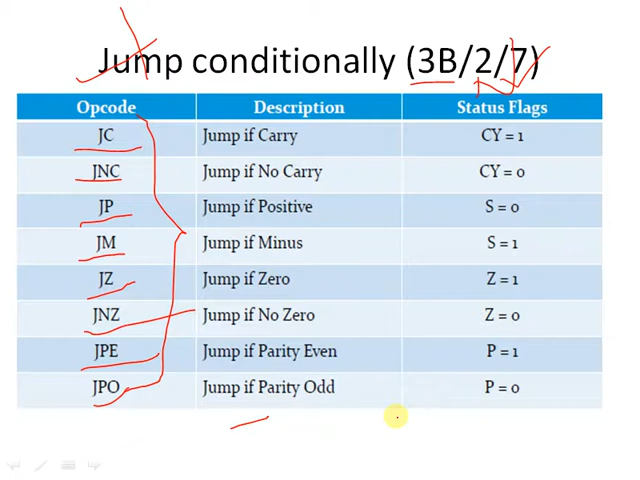 Jump conditionally (3B/2/7)
Opcode Description Status Flags
JC Jump if Carry CY = 1
JNC Jump if No Carry CY = 0
JP Jump if Positive S = 0
JM Jump if Minus S = 1
JZ Jump if Zero Z = 1
JNZ Jump if No Zero Z = 0
JPE Jump if Parity Even P = 1
JPO Jump if Parity Odd P = 0